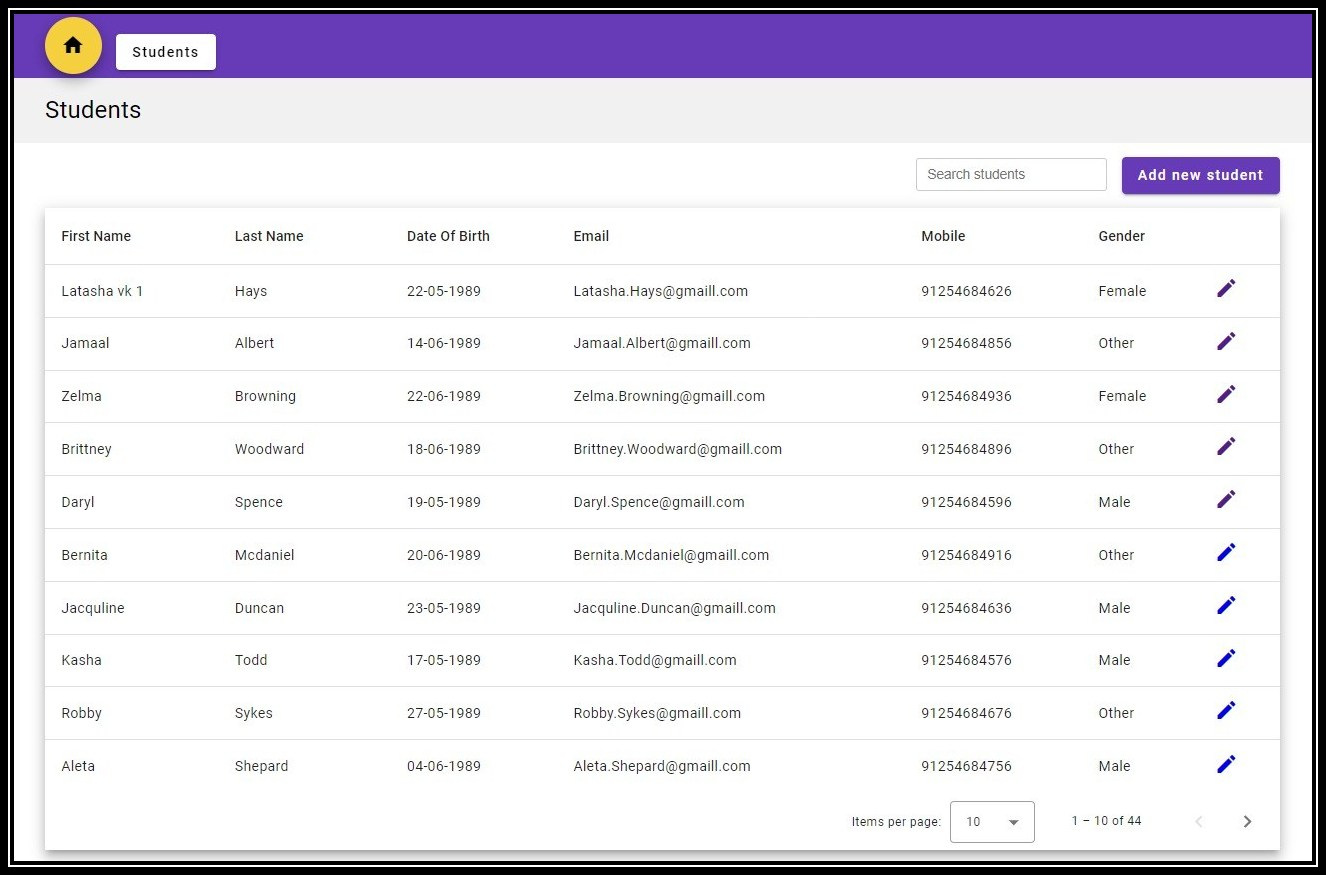 Students
Students
Search students Add new student
First Name Last Name Date Of Birth Email Mobile Gender
Latasha vk 1 Hays 22-05-1989 Latasha.Hays@gmaill.com 91254684626 Female
Jamaal Albert 14-06-1989 Jamaal.Albert@gmaill.com 91254684856 Other
Zelma Browning 22-06-1989 Zelma.Browning@gmaill.com 91254684936 Female
Brittney Woodward 18-06-1989 Brittney.Woodward@gmaill.com 91254684896 Other
Daryl Spence 19-05-1989 Daryl.Spence@gmaill.com 91254684596 Male
Bernita Mcdaniel 20-06-1989 Bernita.Mcdaniel@gmaill.com 91254684916 Other
Jacquline Duncan 23-05-1989 Jacquline.Duncan@gmaill.com 91254684636 Male
Kasha Todd 17-05-1989 Kasha.Todd@gmaill.com 91254684576 Male
Robby Sykes 27-05-1989 Robby.Sykes@gmaill.com 91254684676 Other
Aleta Shepard 04-06-1989 Aleta.Shepard@gmaill.com 91254684756 Male
Items per page: 10 1 – 10 of 44